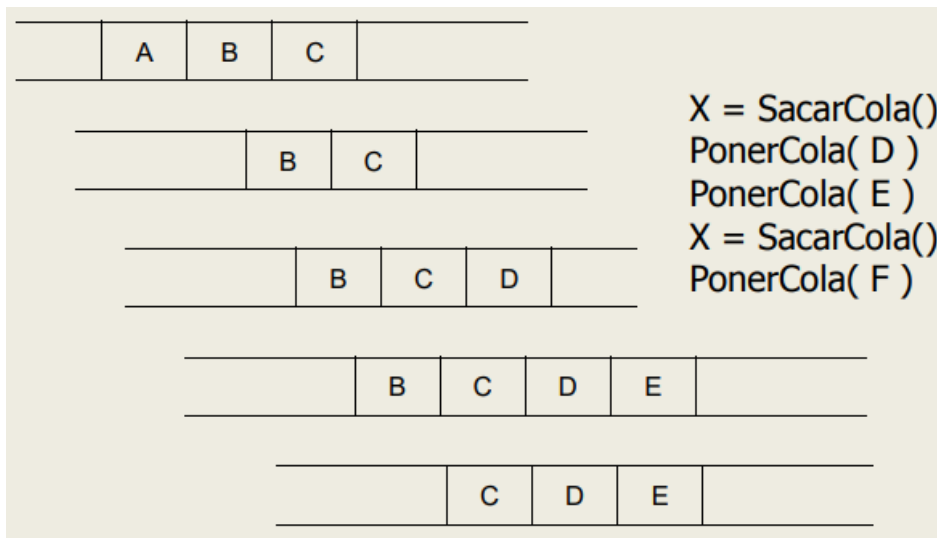 A B C
X = SacarCola()
B C
PonerCola( D )
PonerCola( E )
X = SacarCola()
B C D
PonerCola( F )
B C D E
C D E